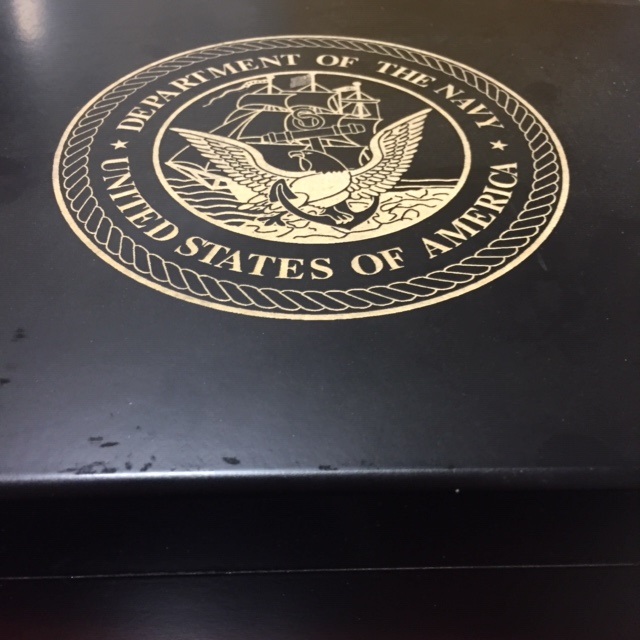 DEPARTMENT OF THE NAVY
UNITED STATES OF AMERICA